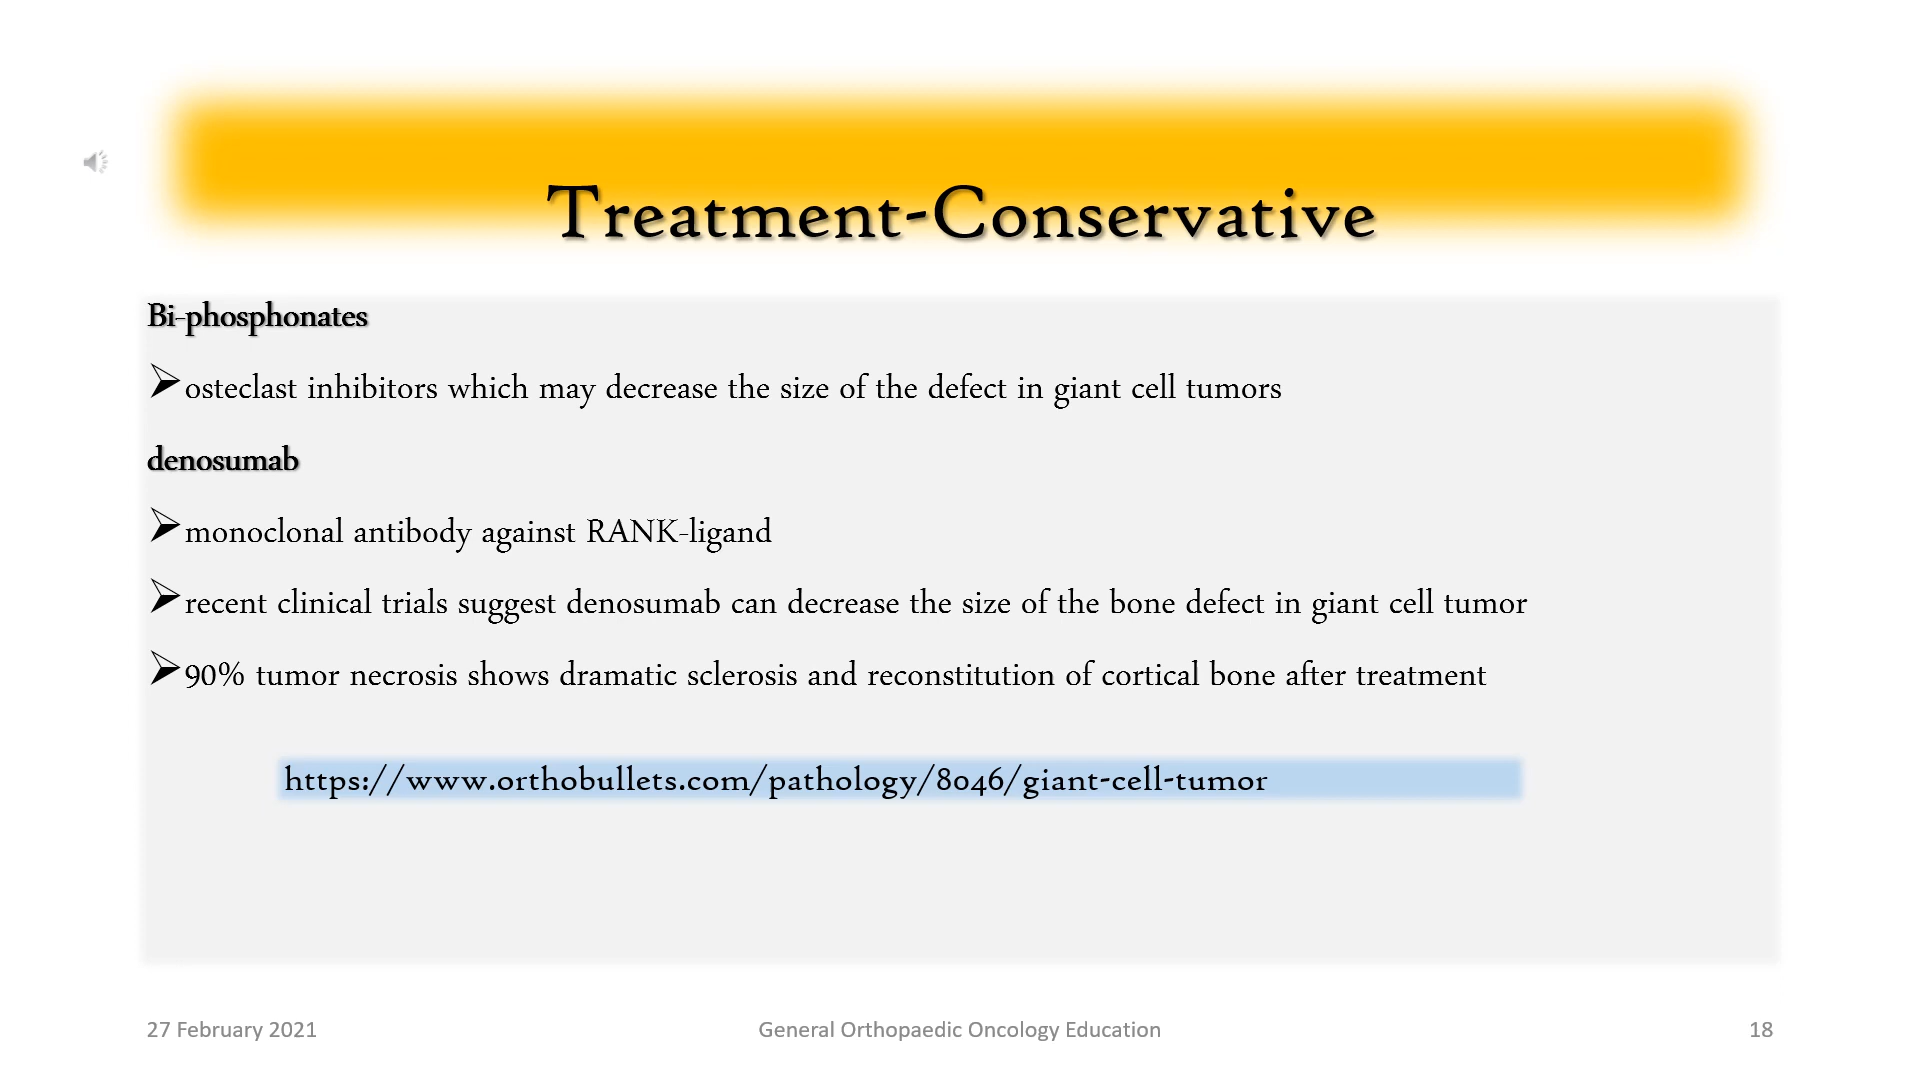 Treatment-Conservative
Bi-phosphonates
➢osteclast inhibitors which may decrease the size of the defect in giant cell tumors
denosumab
➢monoclonal antibody against RANK-ligand
➢recent clinical trials suggest denosumab can decrease the size of the bone defect in giant cell tumor
➢90% tumor necrosis shows dramatic sclerosis and reconstitution of cortical bone after treatment
https://www.orthobullets.com/pathology/8046/giant-cell-tumor
27 February 2021
General Orthopaedic Oncology Education
18